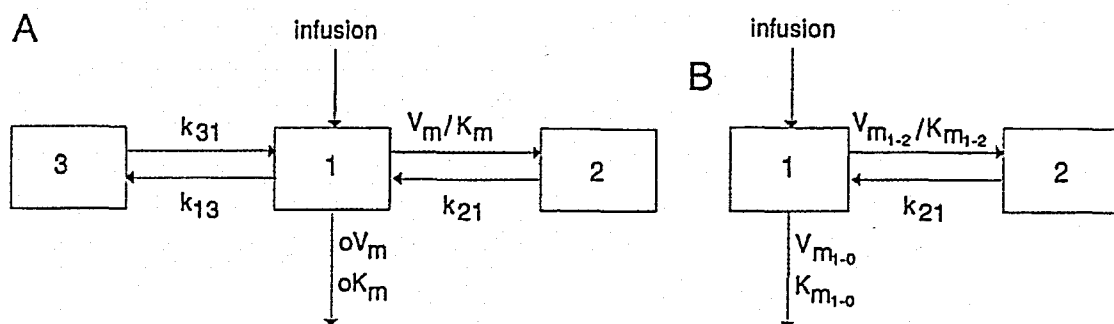 A
infusion
k31
Vm/Km
3
1
2
k13
k21
oVm
oKm
B
infusion
Vm1-2/Km1-2
1
2
k21
Vm1-0
Km1-0